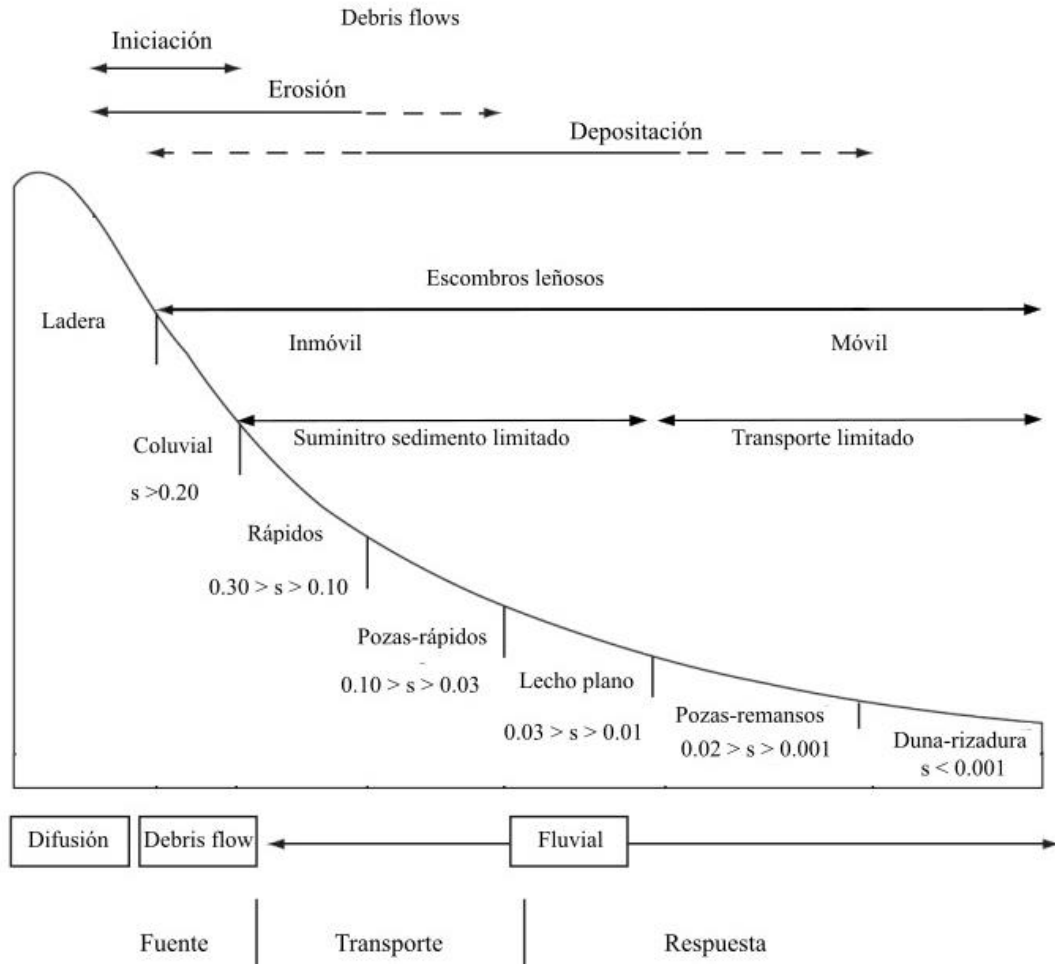 Debris flows
Iniciación
Erosión
Depositación
Escombros leñosos
Ladera
Inmóvil
Móvil
Coluvial
s >0.20
Suminitro sedimento limitado
Transporte limitado
Rápidos
0.30 > s > 0.10
Pozas-rápidos
0.10 > s > 0.03
Lecho plano
0.03 > s > 0.01
Pozas-remansos
0.02 > s > 0.001
Duna-rizadura
s < 0.001
Difusión
Debris flow
Fluvial
Fuente
Transporte
Respuesta